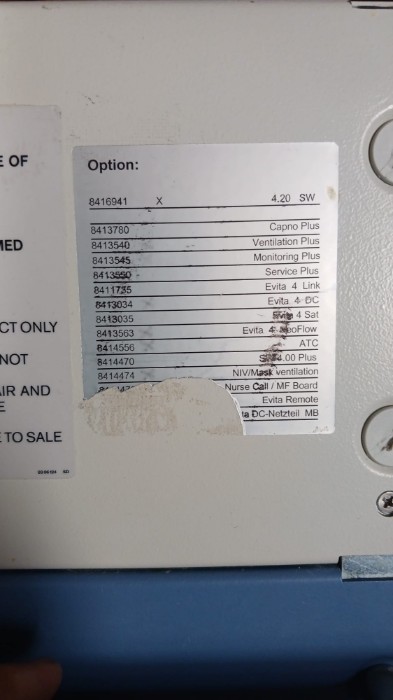 E OF
MED
CT ONLY
NOT
AIR AND
E
E TO SALE
Option:
8416941 X 4.20 SW
8413780 Capno Plus
8413540 Ventilation Plus
8413545 Monitoring Plus
8413550 Service Plus
8411735 Evita 4 Link
8413034 Evita 4 DC
8413035 Evita 4 Sat
8413563 Evita 4 NeoFlow
8414556 ATC
8414470 4.00 Plus
8414474 NIV/Mask ventilation
Nurse Call / MF Board
Evita Remote
ta DC-Netzteil MB